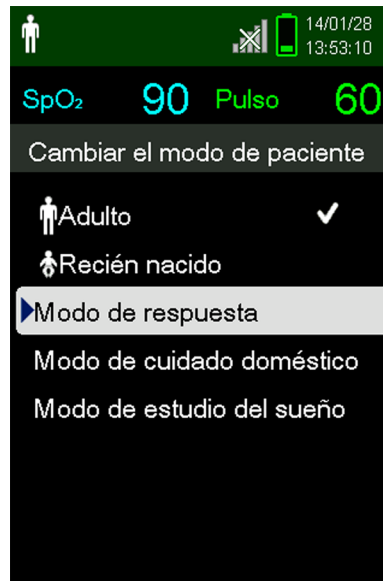 14/01/28
13:53:10
SpO₂ 90 Pulso 60
Cambiar el modo de paciente
Adulto
Recién nacido
Modo de respuesta
Modo de cuidado doméstico
Modo de estudio del sueño